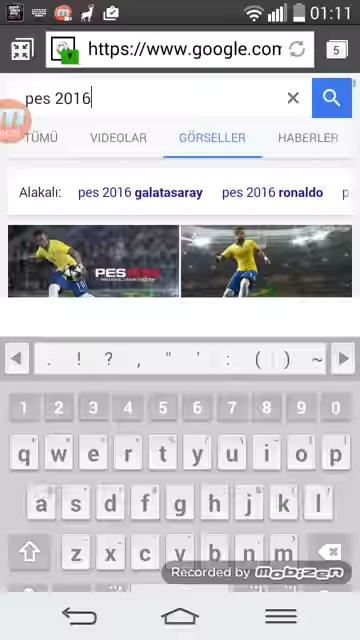 01:11
https://www.google.com
5
pes 2016
TÜMÜ VIDEOLAR GÖRSELLER HABERLER
Alakalı: pes 2016 galatasaray pes 2016 ronaldo p
. ! ? , " ' : ( ) ~
1 2 3 4 5 6 7 8 9 0
q w e r t y u i o p
a s d f g h j k l
z x c v b n m
Recorded by mobizen